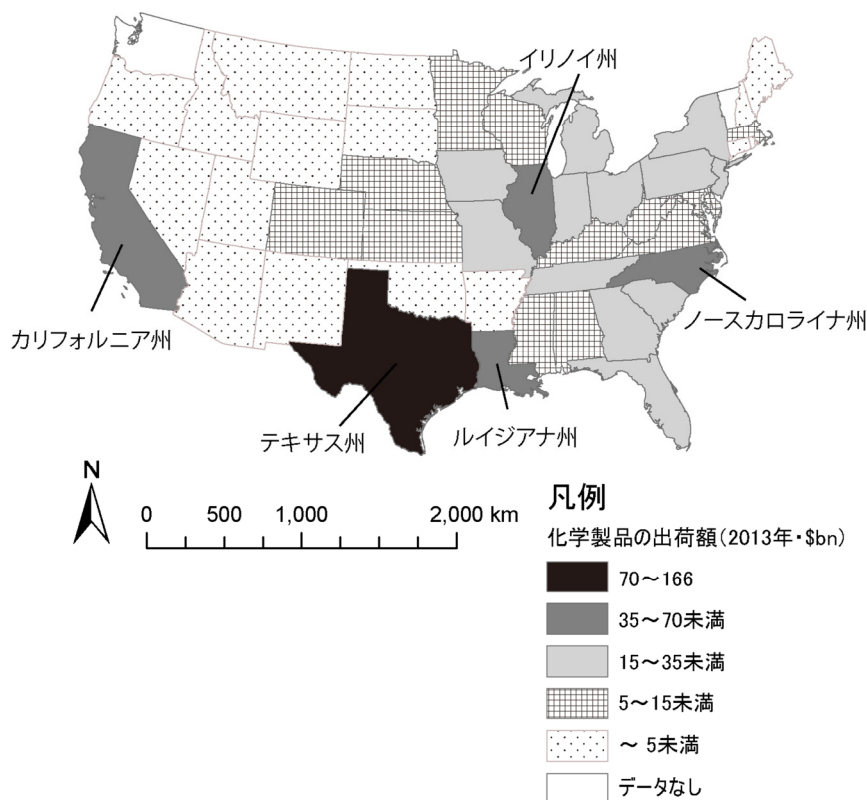 イリノイ州
カリフォルニア州
ノースカロライナ州
テキサス州
ルイジアナ州
N
0 500 1,000 2,000 km
凡例
化学製品の出荷額(2013年・$bn)
70～166
35～70未満
15～35未満
5～15未満
～ 5未満
データなし